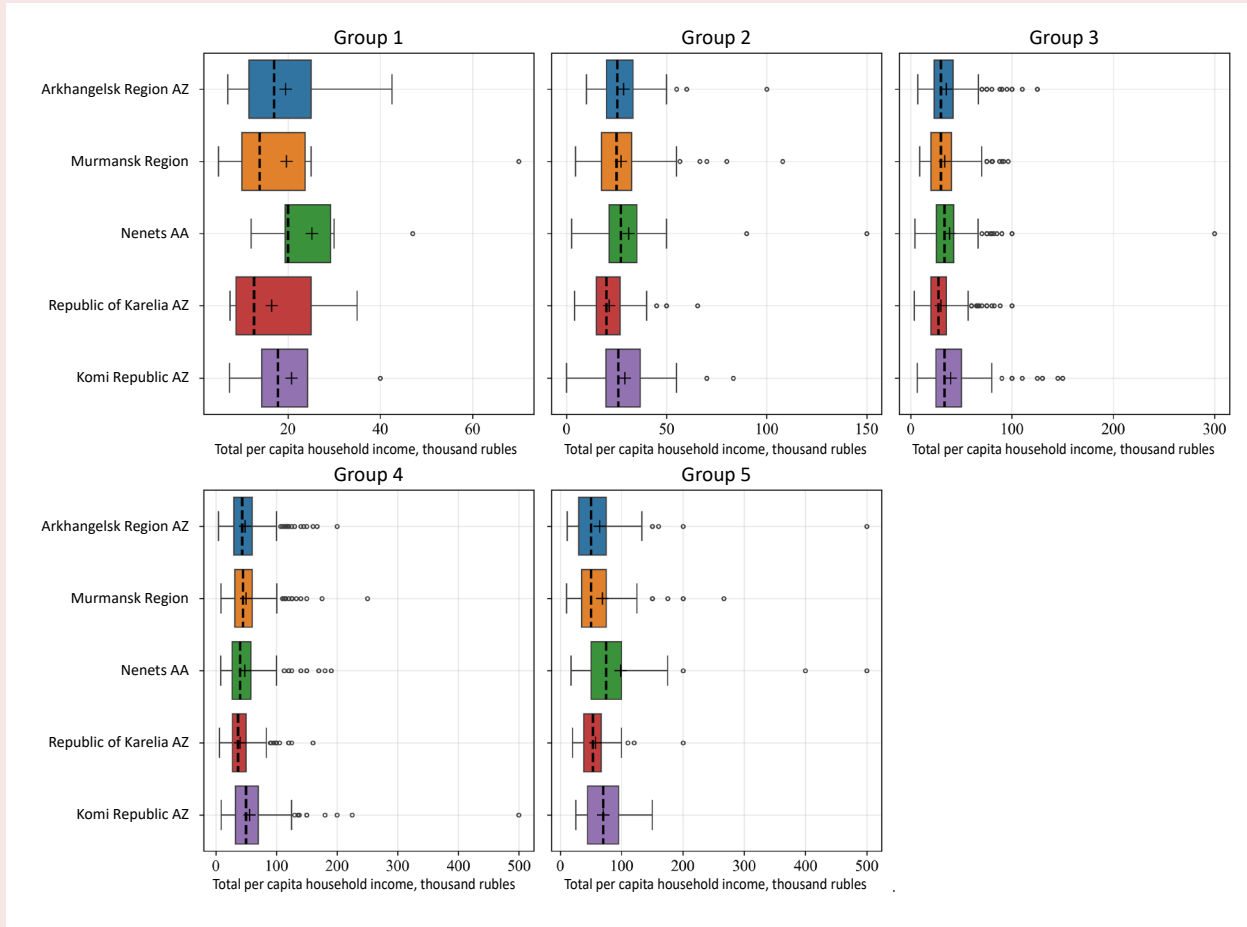 Group 1
Group 2
Group 3
Arkhangelsk Region AZ
Murmansk Region
Nenets AA
Republic of Karelia AZ
Komi Republic AZ
20 40 60
0 50 100 150
0 100 200 300
Total per capita household income, thousand rubles
Total per capita household income, thousand rubles
Total per capita household income, thousand rubles
Group 4
Group 5
Arkhangelsk Region AZ
Murmansk Region
Nenets AA
Republic of Karelia AZ
Komi Republic AZ
0 100 200 300 400 500
0 100 200 300 400 500
Total per capita household income, thousand rubles
Total per capita household income, thousand rubles
.